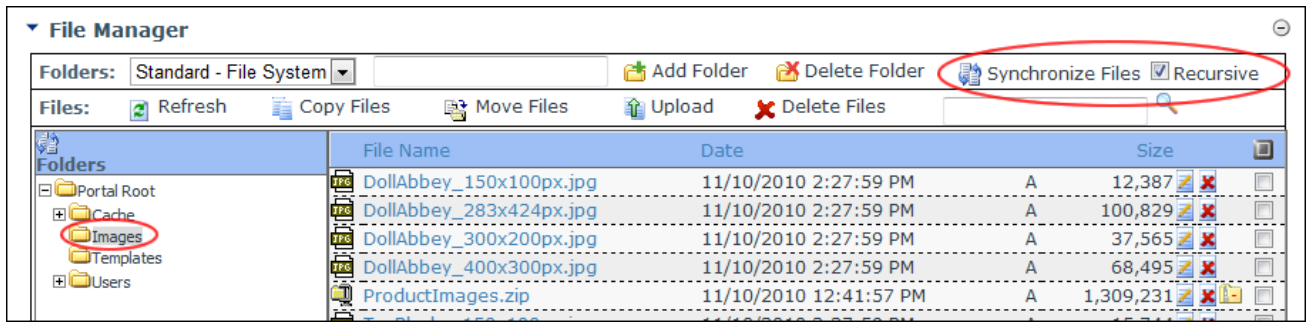 File Manager
Folders: Standard - File System Add Folder Delete Folder Synchronize Files Recursive
Files: Refresh Copy Files Move Files Upload Delete Files
Folders File Name Date Size
Portal Root
Cache
Images
Templates
Users
JPG DollAbbey_150x100px.jpg 11/10/2010 2:27:59 PM A 12,387
JPG DollAbbey_283x424px.jpg 11/10/2010 2:27:59 PM A 100,829
JPG DollAbbey_300x200px.jpg 11/10/2010 2:27:59 PM A 37,565
JPG DollAbbey_400x300px.jpg 11/10/2010 2:27:59 PM A 68,495
ProductImages.zip 11/10/2010 12:41:57 PM A 1,309,231